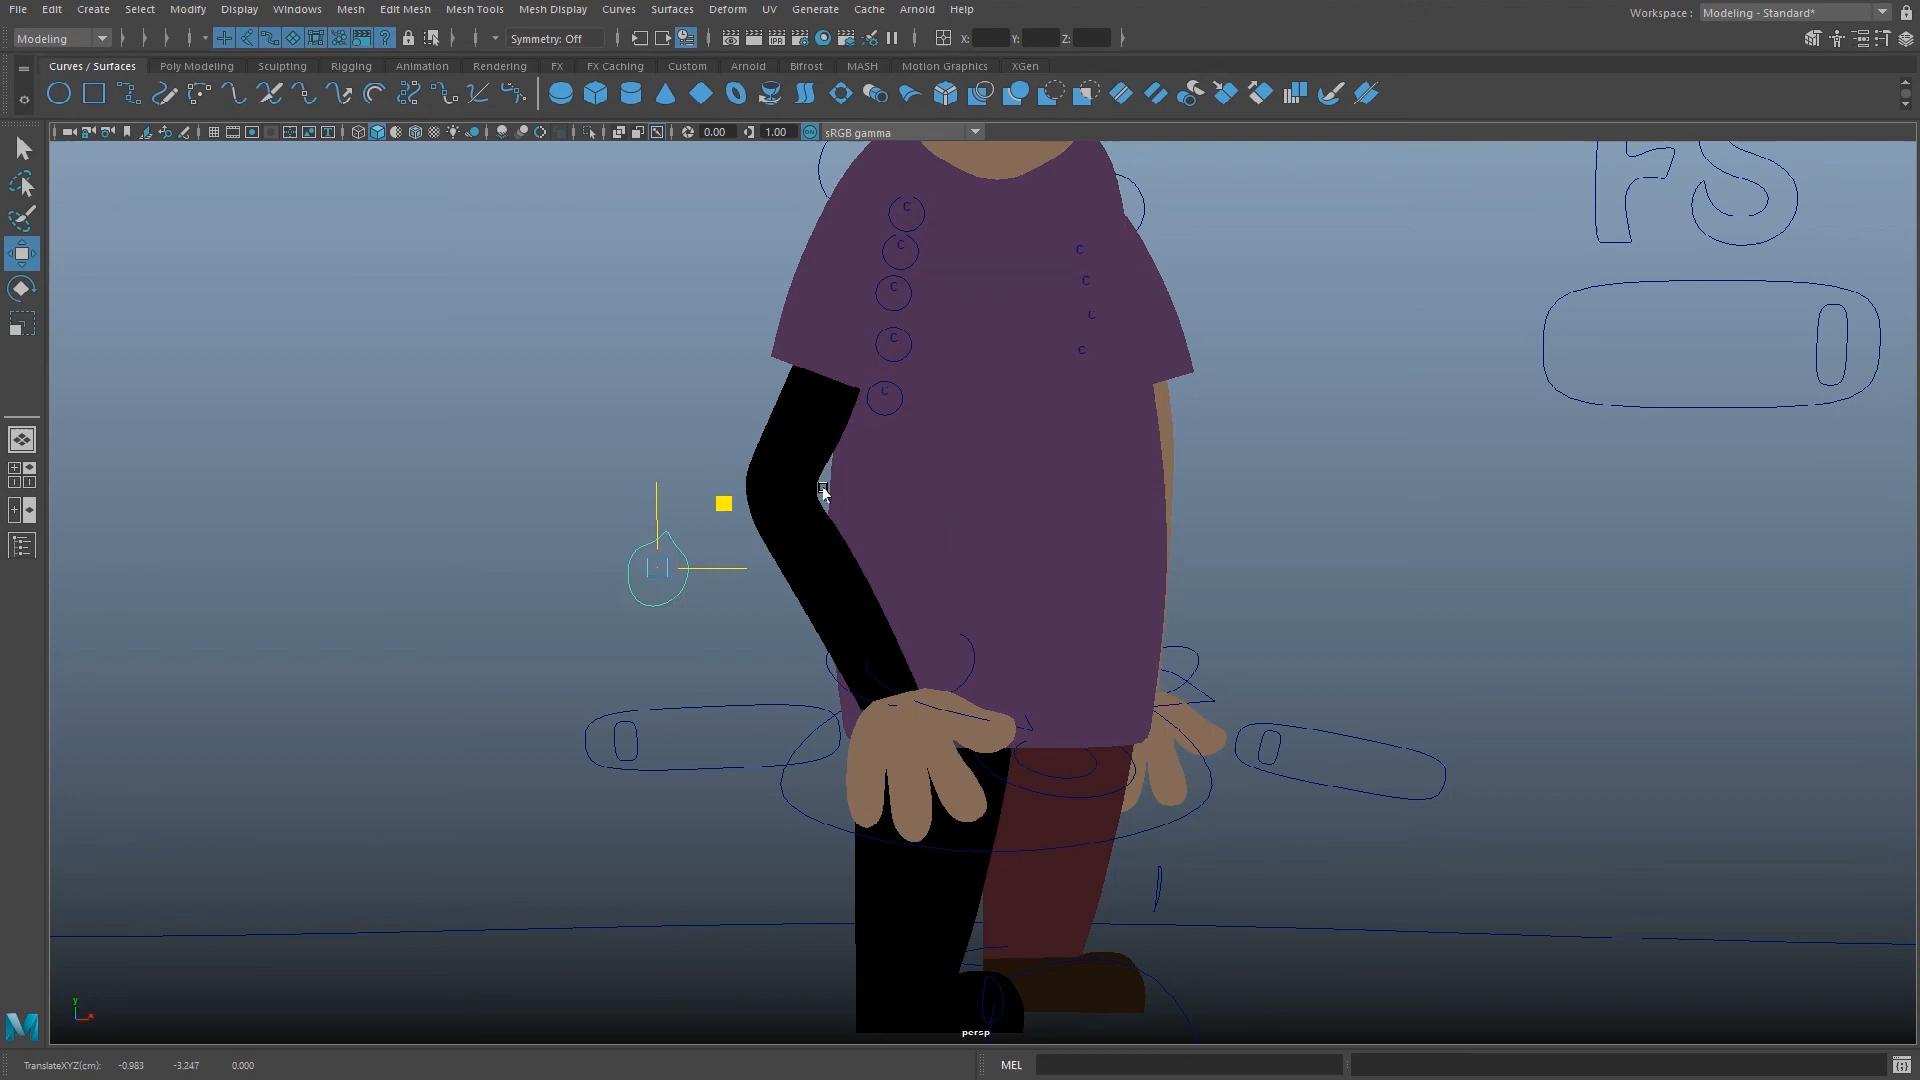 File Edit Create Select Modify Display Windows Mesh Edit Mesh Mesh Tools Mesh Display Curves Surfaces Deform UV Generate Cache Arnold Help
Workspace : Modeling - Standard*
Modeling
Symmetry: Off
X: Y: Z:
Curves / Surfaces Poly Modeling Sculpting Rigging Animation Rendering FX FX Caching Custom Arnold Bifrost MASH Motion Graphics XGen
0.00 1.00 ON sRGB gamma
FS
C
C C
C C
C
C C
C
y
x
persp
TranslateXYZ(cm): -0.983 -3.247 0.000
MEL